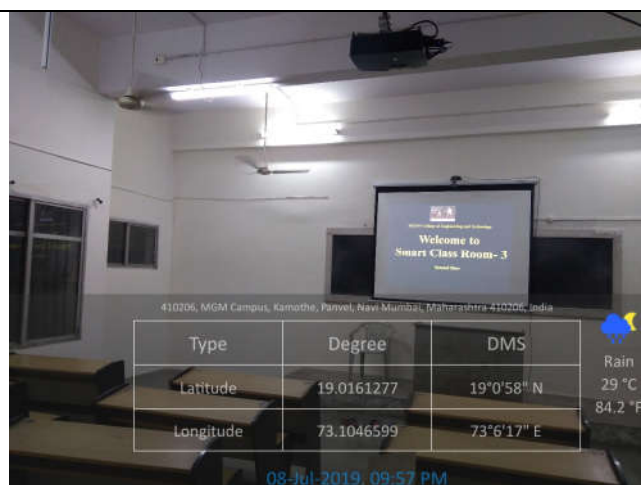 Welcome to
Smart Class Room- 3
410206, MGM Campus, Kamothe, Panvel, Navi Mumbai, Maharashtra 410206, India
Type Degree DMS
Latitude 19.0161277 19°0'58" N
Longitude 73.1046599 73°6'17" E
Rain
29 °C
84.2 °F
08-Jul-2019, 09:57 PM